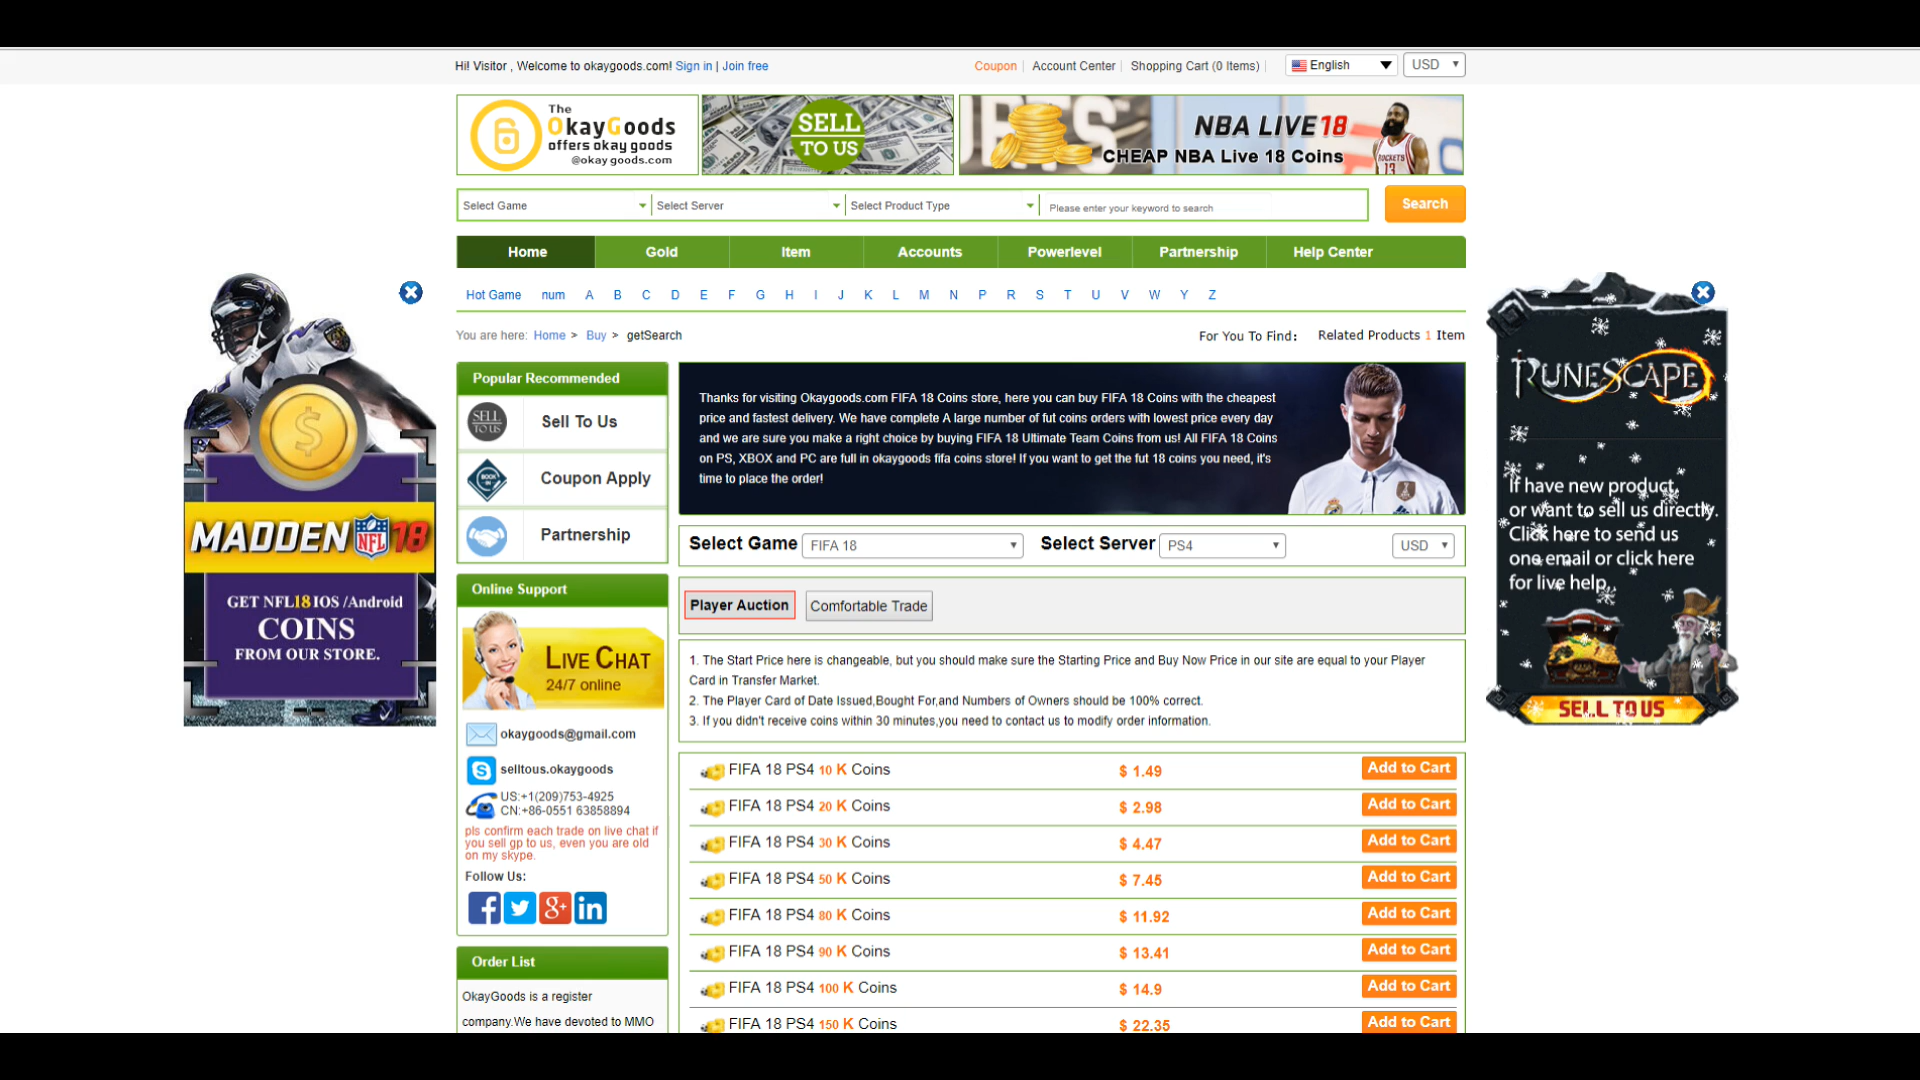 Hi! Visitor , Welcome to okaygoods.com! Sign in | Join free
Coupon | Account Center | Shopping Cart (0 Items) |
English
USD
The
OkayGoods
offers okay goods
@okaygoods.com
SELL
TO US
NBA LIVE18
CHEAP NBA Live 18 Coins
ROCKETS
13
Select Game
Select Server
Select Product Type
Please enter your keyword to search
Search
Home
Gold
Item
Accounts
Powerlevel
Partnership
Help Center
Hot Game num A B C D E F G H I J K L M N P R S T U V W Y Z
You are here: Home > Buy > getSearch
For You To Find: Related Products 1 Item
Popular Recommended
SELL
TO US
Sell To Us
BOOK
IN
Coupon Apply
Partnership
Thanks for visiting Okaygoods.com FIFA 18 Coins store, here you can buy FIFA 18 Coins with the cheapest
price and fastest delivery. We have complete A large number of fut coins orders with lowest price every day
and we are sure you make a right choice by buying FIFA 18 Ultimate Team Coins from us! All FIFA 18 Coins
on PS, XBOX and PC are full in okaygoods fifa coins store! If you want to get the fut 18 coins you need, it's
time to place the order!
Select Game FIFA 18 Select Server PS4 USD
Player Auction
Comfortable Trade
1. The Start Price here is changeable, but you should make sure the Starting Price and Buy Now Price in our site are equal to your Player
Card in Transfer Market.
2. The Player Card of Date Issued,Bought For,and Numbers of Owners should be 100% correct.
3. If you didn't receive coins within 30 minutes,you need to contact us to modify order information.
FIFA 18 PS4 10 K Coins $ 1.49 Add to Cart
FIFA 18 PS4 20 K Coins $ 2.98 Add to Cart
FIFA 18 PS4 30 K Coins $ 4.47 Add to Cart
FIFA 18 PS4 50 K Coins $ 7.45 Add to Cart
FIFA 18 PS4 80 K Coins $ 11.92 Add to Cart
FIFA 18 PS4 90 K Coins $ 13.41 Add to Cart
FIFA 18 PS4 100 K Coins $ 14.9 Add to Cart
FIFA 18 PS4 150 K Coins $ 22.35 Add to Cart
Online Support
LIVE CHAT
24/7 online
okaygoods@gmail.com
selltous.okaygoods
US:+1(209)753-4925
CN:+86-0551 63858894
pls confirm each trade on live chat if
you sell gp to us, even you are old
on my skype.
Follow Us:
Order List
OkayGoods is a register
company.We have devoted to MMO
$
MADDEN NFL 18
GET NFL18 IOS /Android
COINS
FROM OUR STORE.
RUNESCAPE
If have new product,
or want to sell us directly.
Click here to send us
one email or click here
for live help.
SELL TO US